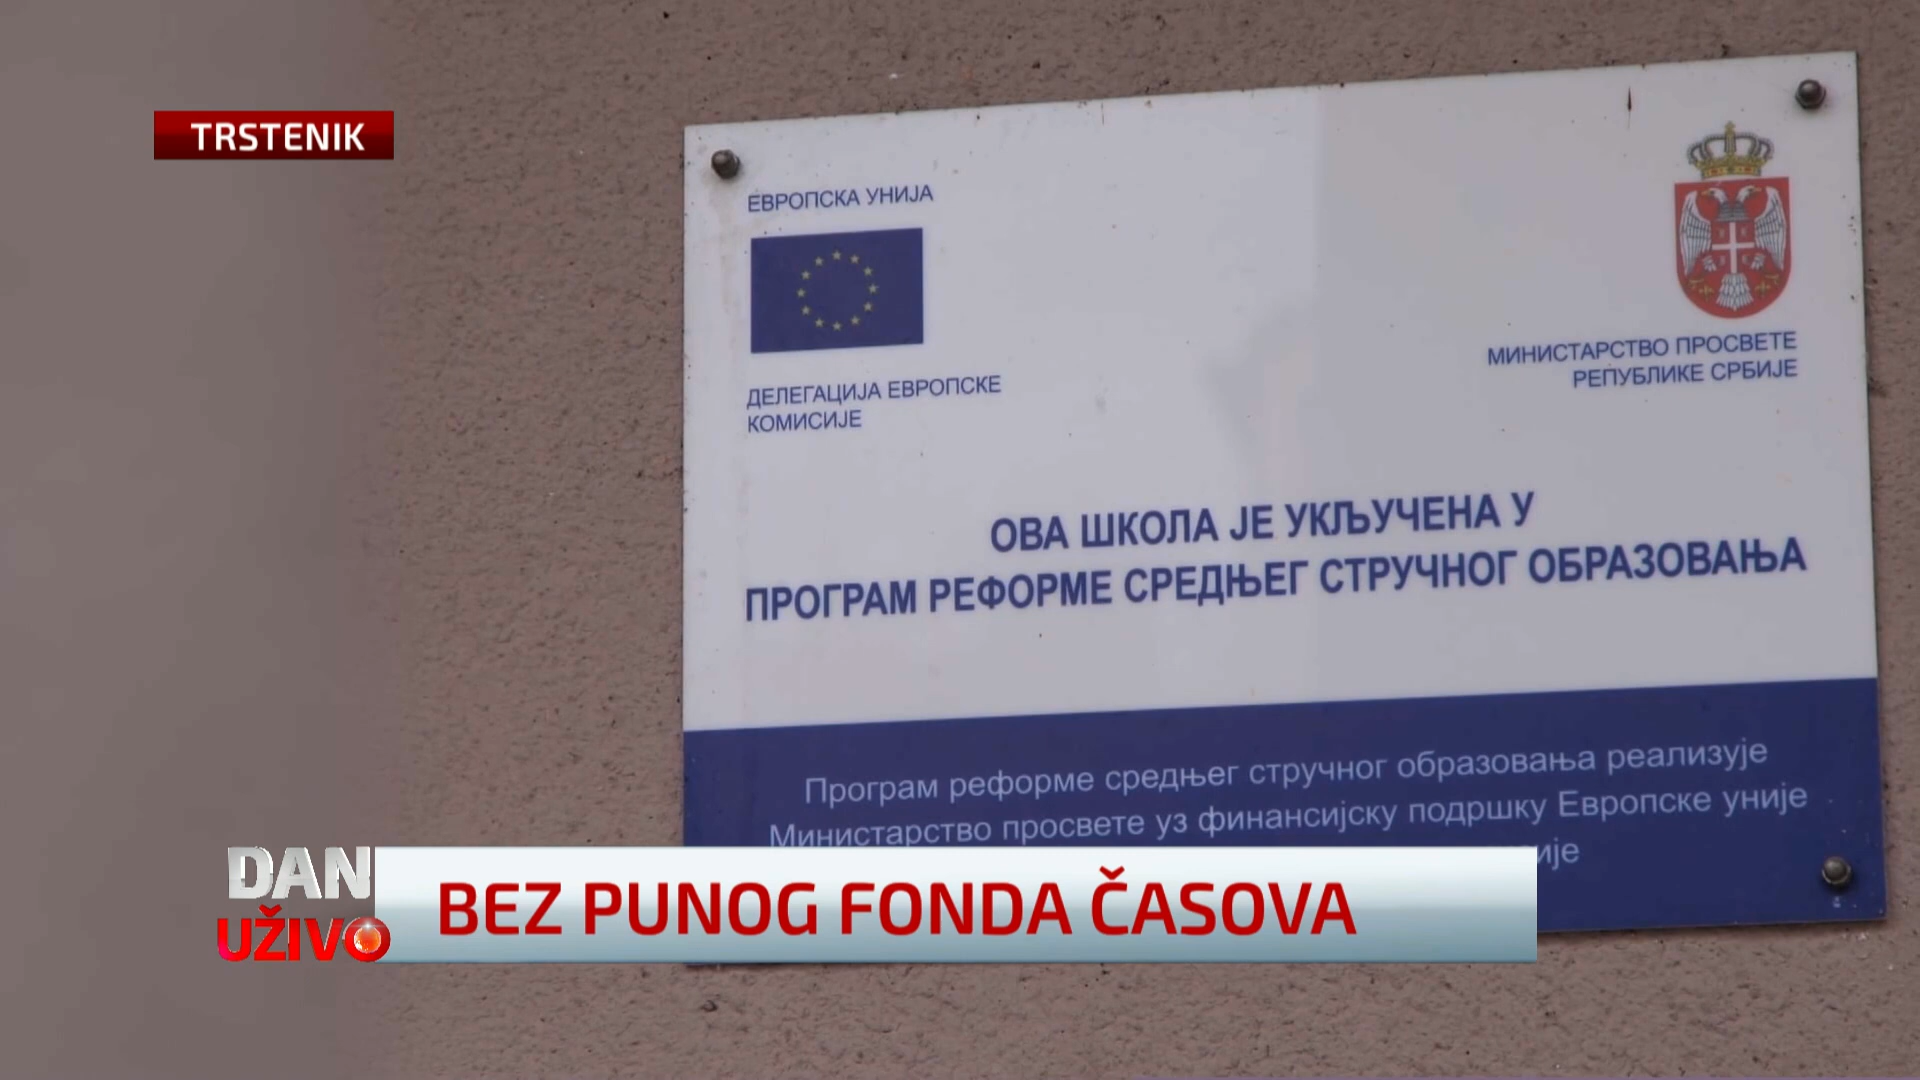 TRSTENIK
ЕВРОПСКА УНИЈА
ДЕЛЕГАЦИЈА ЕВРОПСКЕ
КОМИСИЈЕ
МИНИСТАРСТВО ПРОСВЕТЕ
РЕПУБЛИКЕ СРБИЈЕ
ОВА ШКОЛА ЈЕ УКЉУЧЕНА У
ПРОГРАМ РЕФОРМЕ СРЕДЊЕГ СТРУЧНОГ ОБРАЗОВАЊА
Програм реформе средњег стручног образовања реализује
Министарство просвете уз финансијску подршку Европске уније
DAN
UŽIVO
BEZ PUNOG FONDA ČASOVA